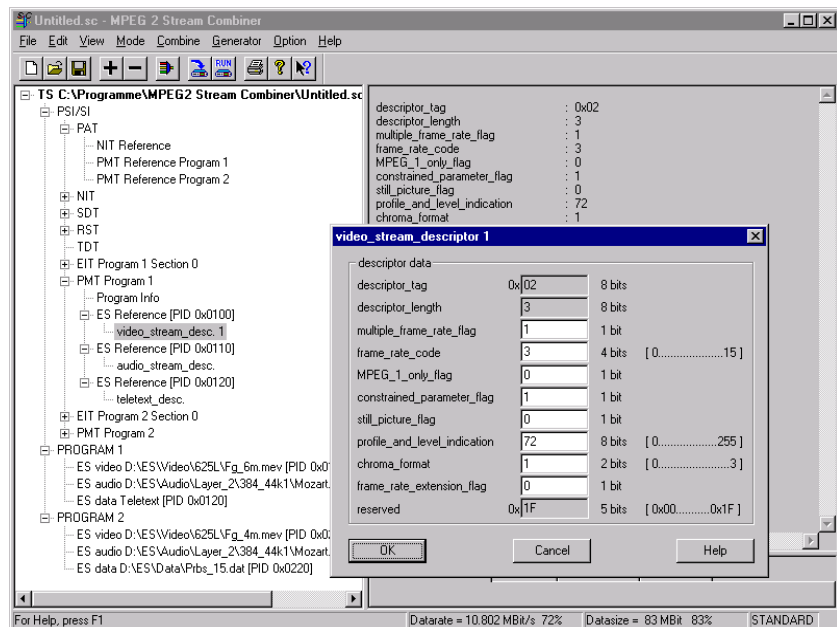 Untitled.sc - MPEG 2 Stream Combiner
File Edit View Mode Combine Generator Option Help
RUN
TS C:\Programme\MPEG2 Stream Combiner\Untitled.sc
PSI/SI
PAT
NIT Reference
PMT Reference Program 1
PMT Reference Program 2
NIT
SDT
RST
TDT
EIT Program 1 Section 0
PMT Program 1
Program Info
ES Reference [PID 0x0100]
video_stream_desc. 1
ES Reference [PID 0x0110]
audio_stream_desc.
ES Reference [PID 0x0120]
teletext_desc.
EIT Program 2 Section 0
PMT Program 2
PROGRAM 1
ES video D:\ES\Video\625L\Fg_6m.mev [PID 0x0
ES audio D:\ES\Audio\Layer_2\384_44k1\Mozart.
ES data Teletext [PID 0x0120]
PROGRAM 2
ES video D:\ES\Video\625L\Fg_4m.mev [PID 0x0
ES audio D:\ES\Audio\Layer_2\384_44k1\Mozart.
ES data D:\ES\Data\Prbs_15.dat [PID 0x0220]
descriptor_tag : 0x02
descriptor_length : 3
multiple_frame_rate_flag : 1
frame_rate_code : 3
MPEG_1_only_flag : 0
constrained_parameter_flag : 1
still_picture_flag : 0
profile_and_level_indication : 72
chroma_format : 1
video_stream_descriptor 1
descriptor data
descriptor_tag 0x 02 8 bits
descriptor_length 3 8 bits
multiple_frame_rate_flag 1 1 bit
frame_rate_code 3 4 bits [ 0....................15 ]
MPEG_1_only_flag 0 1 bit
constrained_parameter_flag 1 1 bit
still_picture_flag 0 1 bit
profile_and_level_indication 72 8 bits [ 0..................255 ]
chroma_format 1 2 bits [ 0......................3 ]
frame_rate_extension_flag 0 1 bit
reserved 0x 1F 5 bits [ 0x00..........0x1F ]
OK Cancel Help
For Help, press F1 Datarate = 10.802 MBit/s 72% Datasize = 83 MBit 83% STANDARD